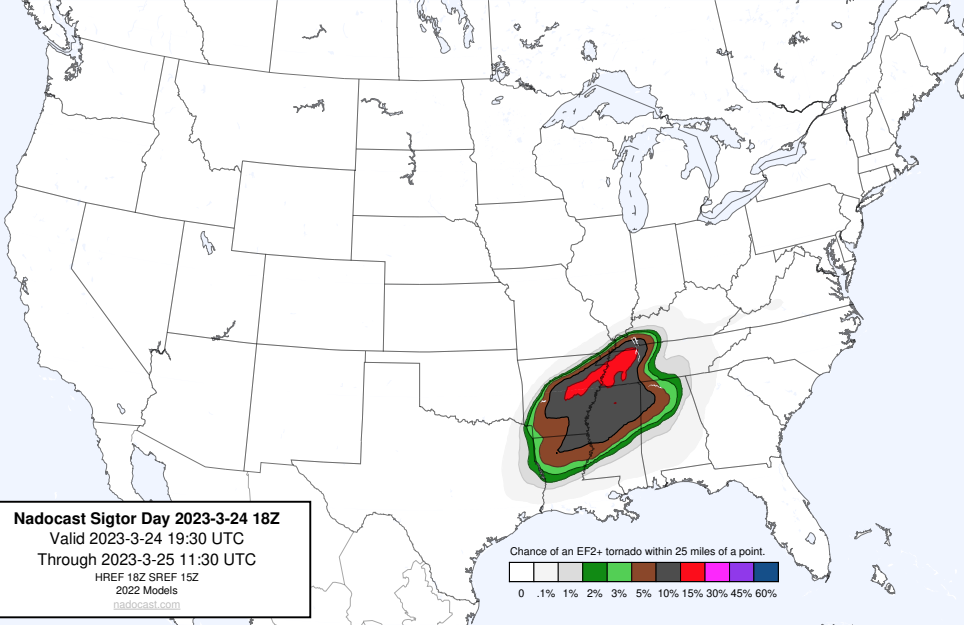 Nadocast Sigtor Day 2023-3-24 18Z
Valid 2023-3-24 19:30 UTC
Through 2023-3-25 11:30 UTC
HREF 18Z SREF 15Z
2022 Models
nadocast.com
Chance of an EF2+ tornado within 25 miles of a point.
0 .1% 1% 2% 3% 5% 10% 15% 30% 45% 60%